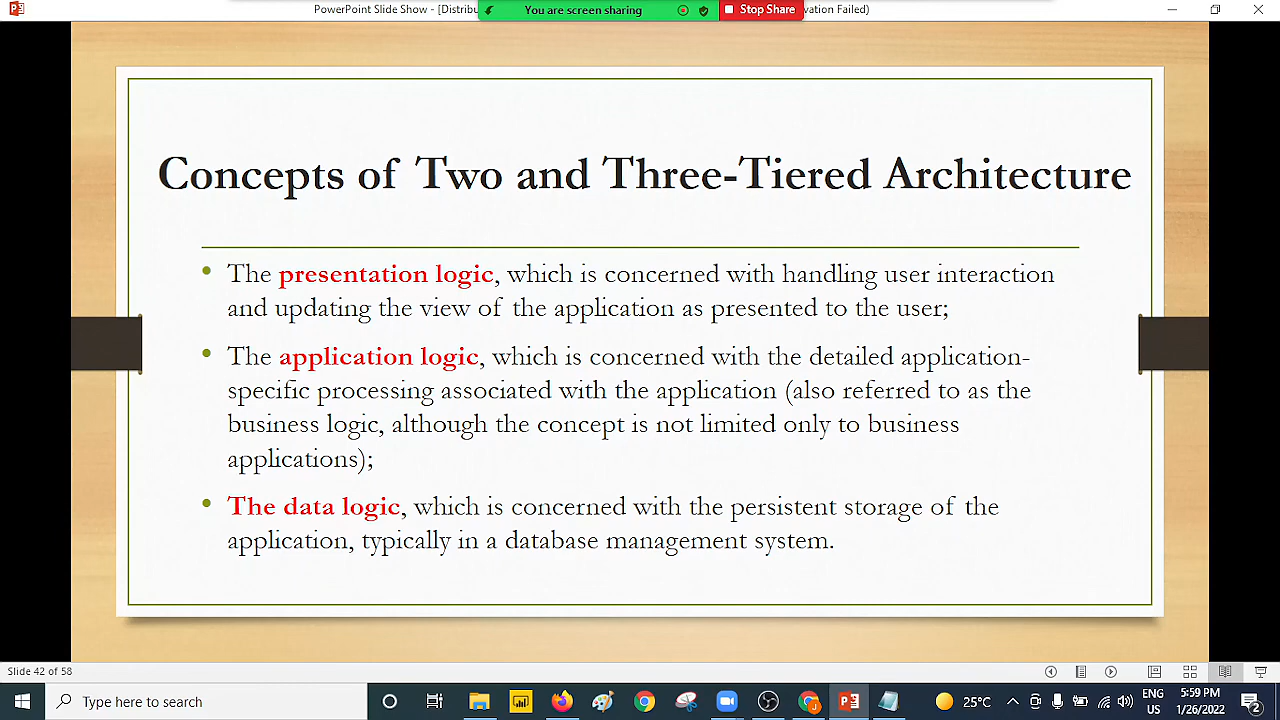 PowerPoint Slide Show - [Distribu
You are screen sharing
Stop Share
vation Failed)
Concepts of Two and Three-Tiered Architecture
• The presentation logic, which is concerned with handling user interaction
and updating the view of the application as presented to the user;
• The application logic, which is concerned with the detailed application-
specific processing associated with the application (also referred to as the
business logic, although the concept is not limited only to business
applications);
• The data logic, which is concerned with the persistent storage of the
application, typically in a database management system.
Slide 42 of 58
Type here to search
25°C
ENG
US
5:59 PM
1/26/2022
2